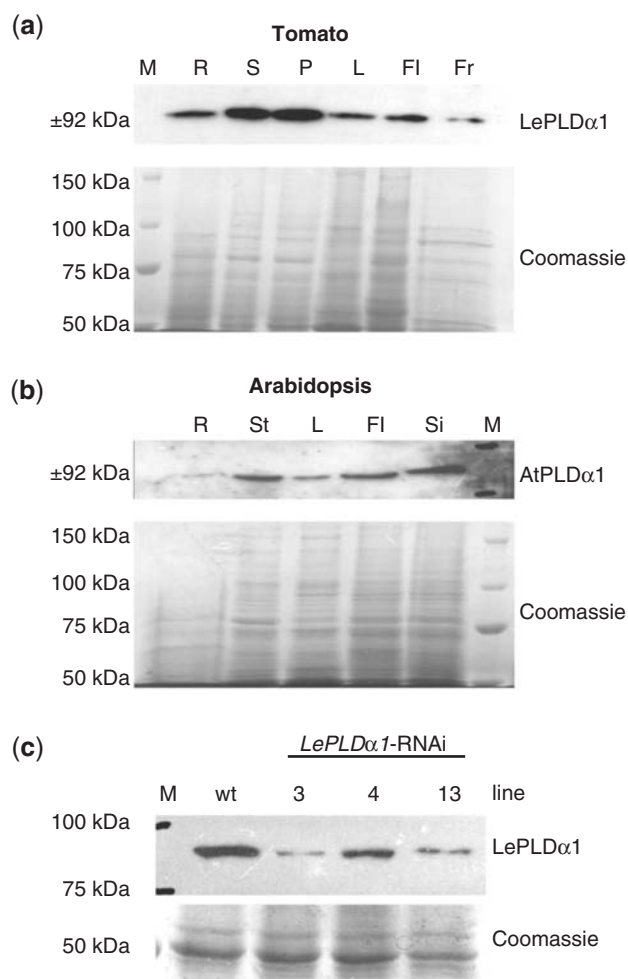 (a)
Tomato
M R S P L Fl Fr
±92 kDa LePLDα1
150 kDa
100 kDa
Coomassie
75 kDa
50 kDa
(b)
Arabidopsis
R St L Fl Si M
±92 kDa AtPLDα1
150 kDa
100 kDa
Coomassie
75 kDa
50 kDa
(c)
LePLDα1-RNAi
M wt 3 4 13 line
100 kDa
LePLDα1
75 kDa
50 kDa Coomassie